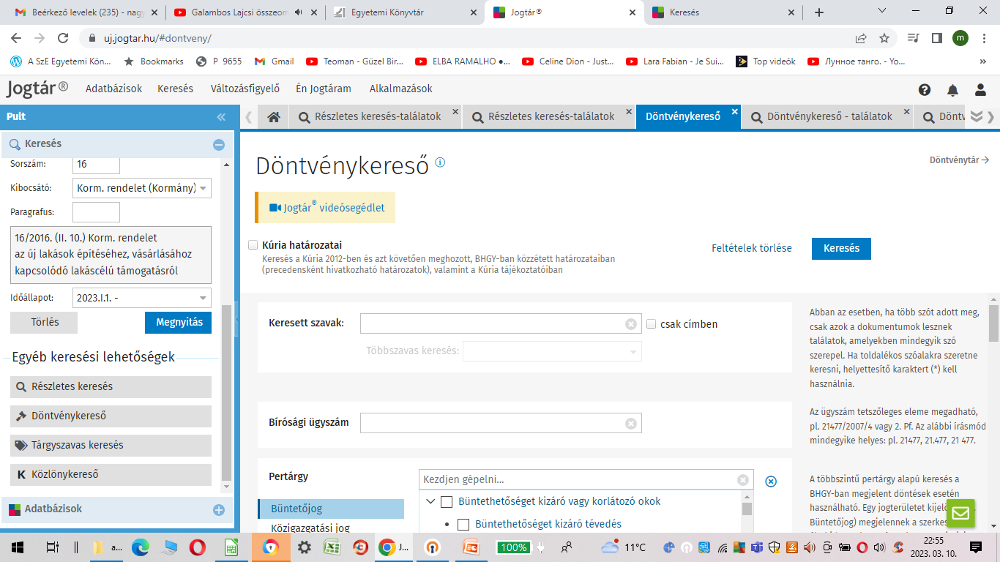 Beérkező levelek (235) - nagy
Galambos Lajcsi összeom
Egyetemi Könyvtár
Jogtár®
Keresés
uj.jogtar.hu/#dontveny/
m
A SzE Egyetemi Kön...
Bookmarks
P 9655
Gmail
Teoman - Güzel Bir...
ELBA RAMALHO ●...
Celine Dion - Just...
Lara Fabian - Je Sui...
Top videók
Лунное танго. - Yo...
»
Jogtár®
Adatbázisok
Keresés
Változásfigyelő
Én Jogtáram
Alkalmazások
Pult
Részletes keresés-találatok
Részletes keresés-találatok
Döntvénykereső
Döntvénykereső - találatok
Döntv
Keresés
Sorszám:
16
Kibocsátó:
Korm. rendelet (Kormány)
Paragrafus:
16/2016. (II. 10.) Korm. rendelet
az új lakások építéséhez, vásárlásához
kapcsolódó lakáscélú támogatásról
Időállapot:
2023.I.1. -
Törlés
Megnyitás
Egyéb keresési lehetőségek
Részletes keresés
Döntvénykereső
Tárgyszavas keresés
K Közlönykereső
Adatbázisok
Döntvénykereső
Döntvénytár
Jogtár® videósegédlet
Kúria határozatai
Keresés a Kúria 2012-ben és azt követően meghozott, BHGY-ban közzétett határozataiban
(precedensként hivatkozható határozatok), valamint a Kúria tájékoztatóiban
Feltételek törlése
Keresés
Keresett szavak:
csak címben
Többszavas keresés:
Bírósági ügyszám
Pertárgy
Kezdjen gépelni...
Büntetőjog
Közigazgatási jog
Büntethetőséget kizáró vagy korlátozó okok
Büntethetőséget kizáró tévedés
Abban az esetben, ha több szót adott meg,
csak azok a dokumentumok lesznek
találatok, amelyekben mindegyik szó
szerepel. Ha toldalékos szóalakra szeretne
keresni, helyettesítő karaktert (*) kell
használnia.
Az ügyszám tetszőleges eleme megadható,
pl. 21477/2007/4 vagy 2. Pf. Az alábbi írásmód
mindegyike helyes: pl. 21477, 21.477, 21 477.
A többszintű pertárgy alapú keresés a
BHGY-ban megjelent döntések esetén
használható. Egy jogterületet kijelö
Büntetőjog) megjelennek a szerkes
a...
J...
100%
11°C
22:55
2023. 03. 10.